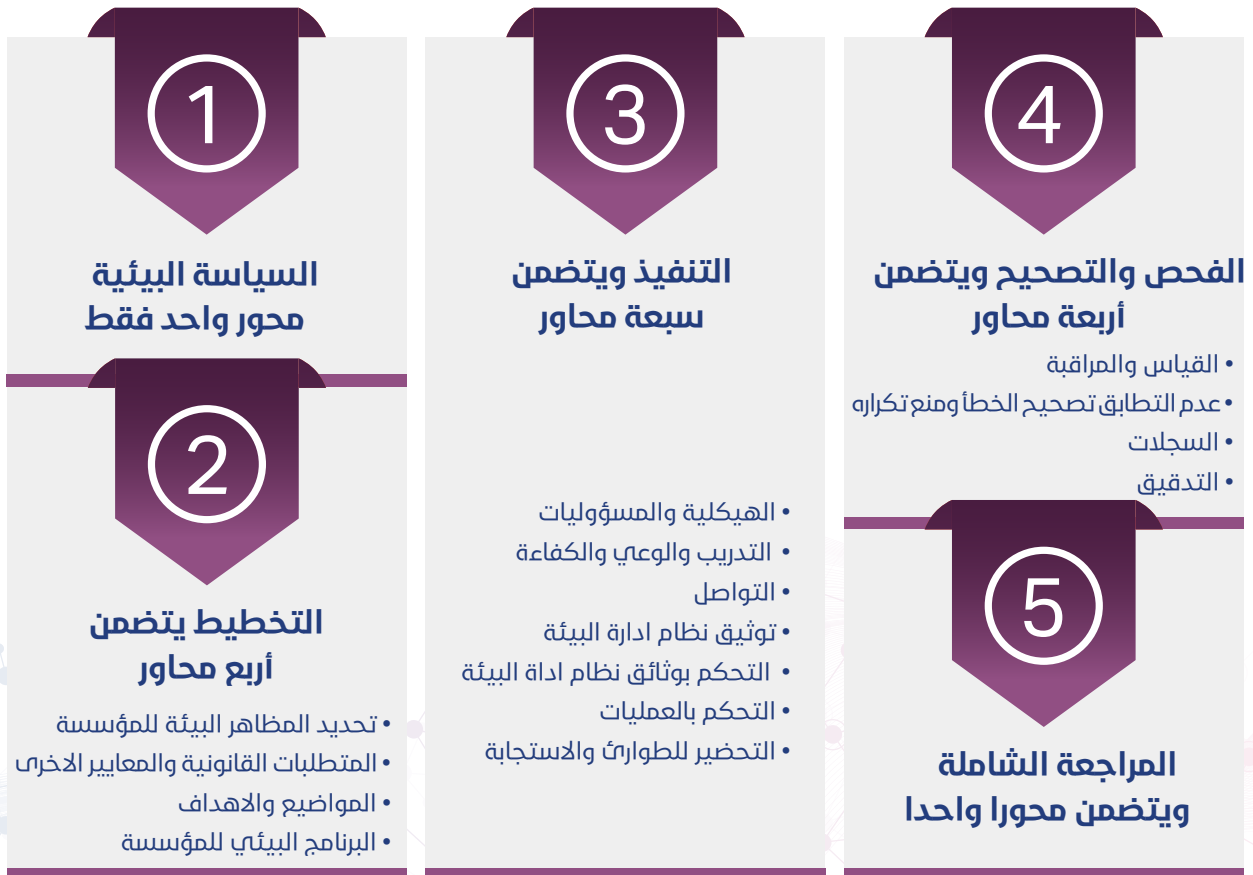 1
السياسة البيئية
محور واحد فقط
2
التخطيط يتضمن
أربع محاور
• تحديد المظاهر البيئة للمؤسسة
• المتطلبات القانونية والمعايير الاخرى
• المواضيع والاهداف
• البرنامج البيئي للمؤسسة
3
التنفيذ ويتضمن
سبعة محاور
• الهيكلية والمسؤوليات
• التدريب والوعي والكفاءة
• التواصل
• توثيق نظام ادارة البيئة
• التحكم بوثائق نظام اداة البيئة
• التحكم بالعمليات
• التحضير للطوارئ والاستجابة
4
الفحص والتصحيح ويتضمن
أربعة محاور
• القياس والمراقبة
• عدم التطابق تصحيح الخطأ ومنع تكراره
• السجلات
• التدقيق
5
المراجعة الشاملة
ويتضمن محورا واحدا